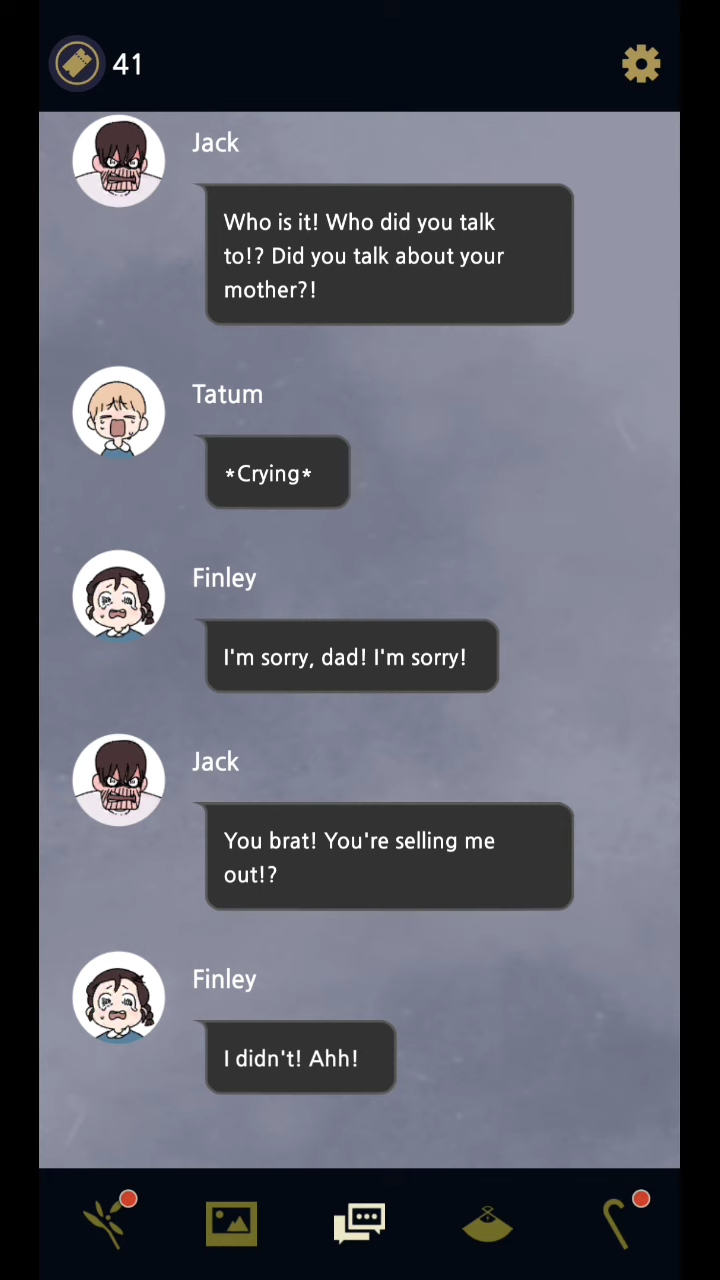 41
Jack
Who is it! Who did you talk
to!? Did you talk about your
mother?!
Tatum
*Crying*
Finley
I'm sorry, dad! I'm sorry!
Jack
You brat! You're selling me
out!?
Finley
I didn't! Ahh!